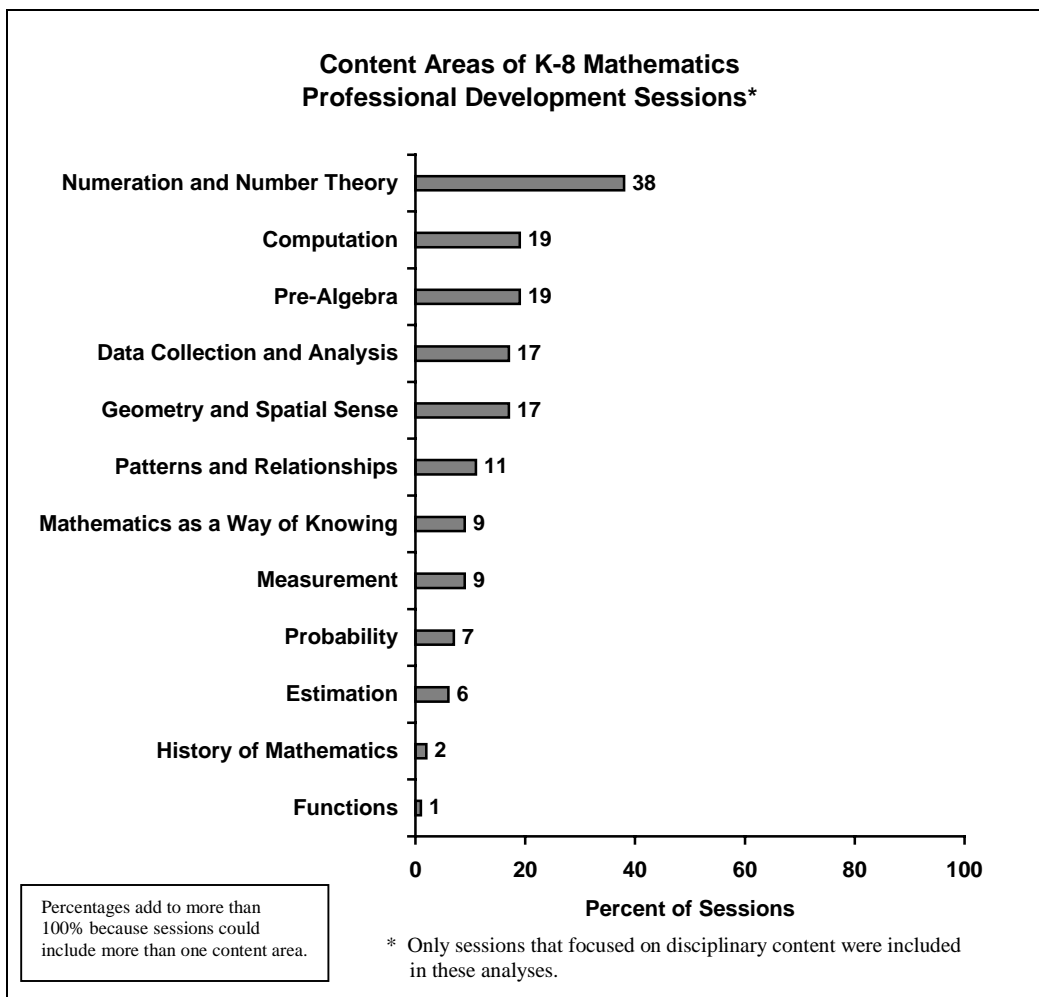 Content Areas of K-8 Mathematics
Professional Development Sessions*
Numeration and Number Theory 38
Computation 19
Pre-Algebra 19
Data Collection and Analysis 17
Geometry and Spatial Sense 17
Patterns and Relationships 11
Mathematics as a Way of Knowing 9
Measurement 9
Probability 7
Estimation 6
History of Mathematics 2
Functions 1
0 20 40 60 80 100
Percent of Sessions
Percentages add to more than
100% because sessions could
include more than one content area.
* Only sessions that focused on disciplinary content were included
in these analyses.